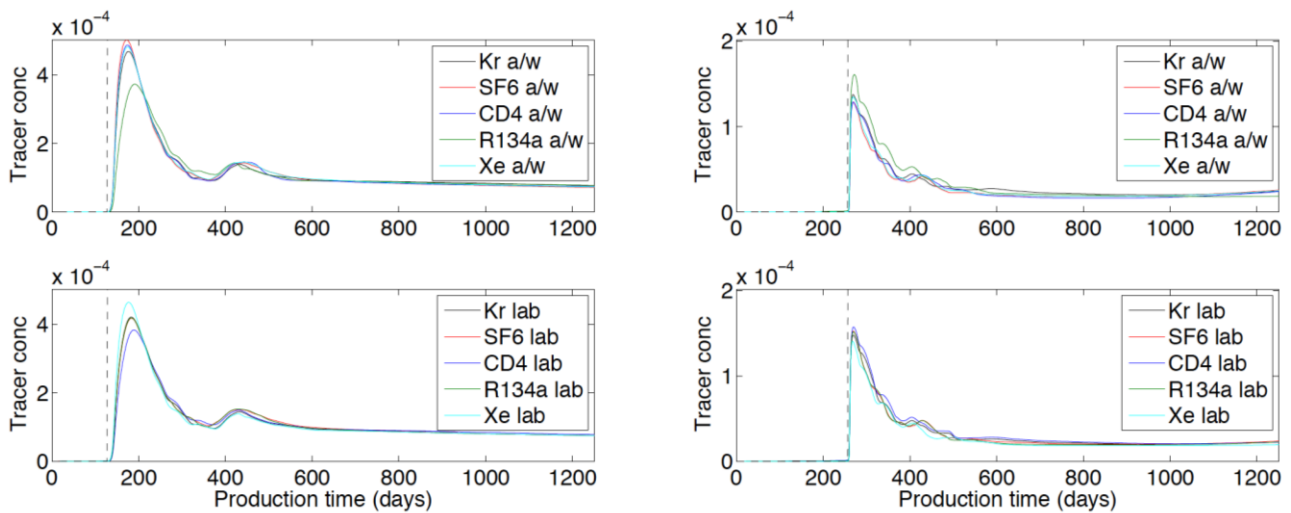 x 10⁻⁴
Tracer conc
4
2
0
0 200 400 600 800 1000 1200
Kr a/w
SF6 a/w
CD4 a/w
R134a a/w
Xe a/w
x 10⁻⁴
Tracer conc
2
1
0
0 200 400 600 800 1000 1200
Kr a/w
SF6 a/w
CD4 a/w
R134a a/w
Xe a/w
x 10⁻⁴
Tracer conc
4
2
0
0 200 400 600 800 1000 1200
Production time (days)
Kr lab
SF6 lab
CD4 lab
R134a lab
Xe lab
x 10⁻⁴
Tracer conc
2
1
0
0 200 400 600 800 1000 1200
Production time (days)
Kr lab
SF6 lab
CD4 lab
R134a lab
Xe lab